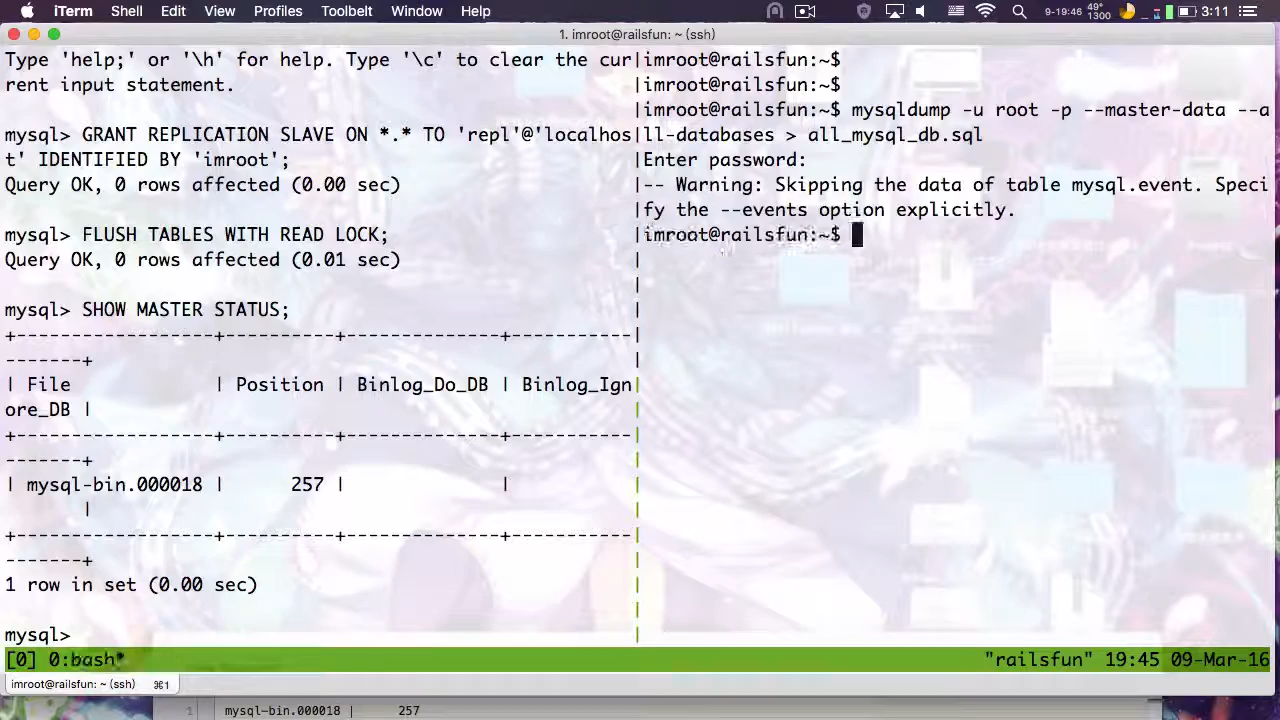 iTerm Shell Edit View Profiles Toolbelt Window Help 9-19:46 49° 1300 3:11
1. imroot@railsfun: ~ (ssh)
Type 'help;' or '\h' for help. Type '\c' to clear the cur
rent input statement.
mysql> GRANT REPLICATION SLAVE ON *.* TO 'repl'@'localhos
t' IDENTIFIED BY 'imroot';
Query OK, 0 rows affected (0.00 sec)
mysql> FLUSH TABLES WITH READ LOCK;
Query OK, 0 rows affected (0.01 sec)
mysql> SHOW MASTER STATUS;
+------------------+----------+--------------+-----------
-------+
| File             | Position | Binlog_Do_DB | Binlog_Ign
ore_DB |
+------------------+----------+--------------+-----------
-------+
| mysql-bin.000018 |      257 |              |
       |
+------------------+----------+--------------+-----------
-------+
1 row in set (0.00 sec)
mysql>
imroot@railsfun:~$
imroot@railsfun:~$
imroot@railsfun:~$ mysqldump -u root -p --master-data --a
ll-databases > all_mysql_db.sql
Enter password:
-- Warning: Skipping the data of table mysql.event. Speci
fy the --events option explicitly.
imroot@railsfun:~$
[0] 0:bash* "railsfun" 19:45 09-Mar-16
imroot@railsfun: ~ (ssh) ⌘1
1 mysql-bin.000018 | 257